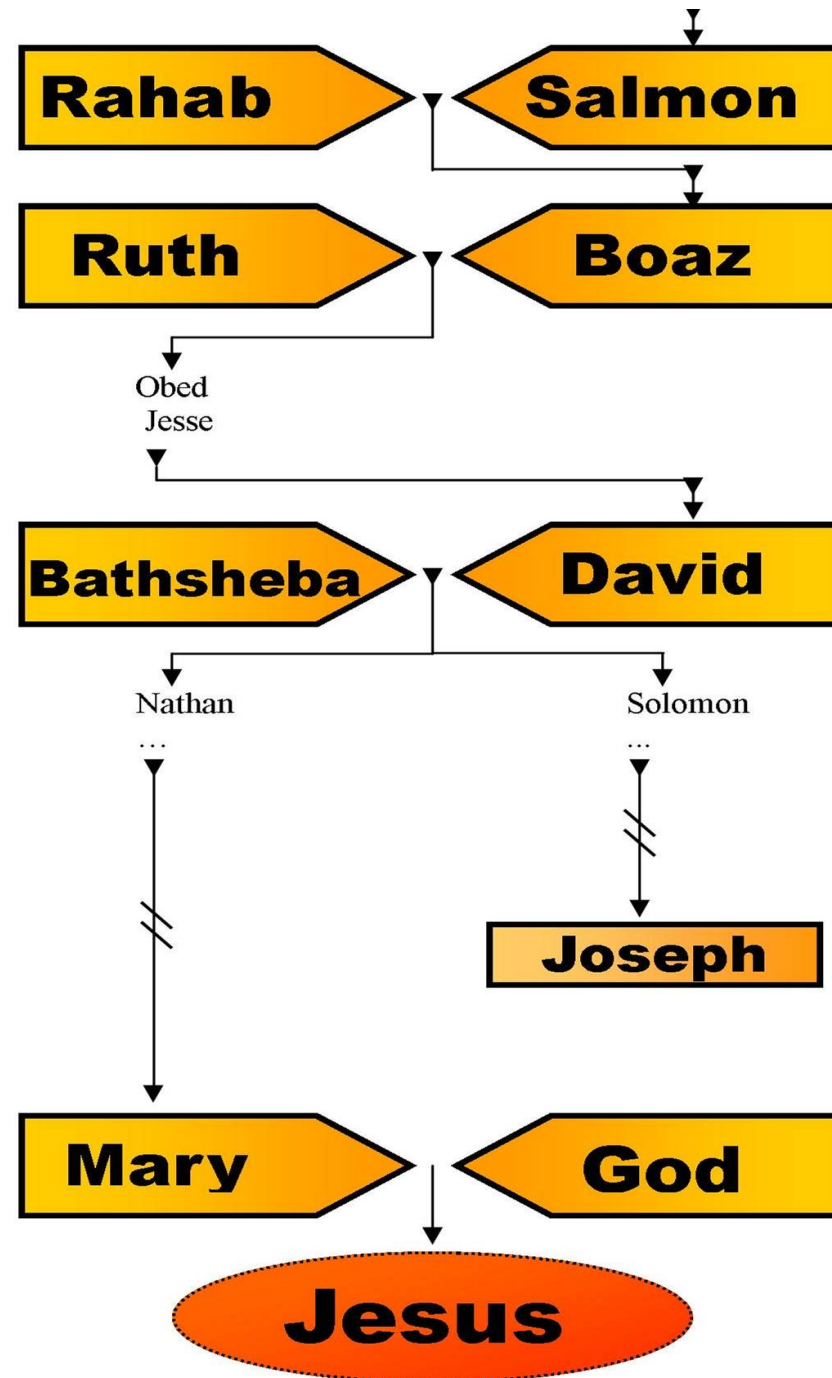 Rahab Salmon
Ruth Boaz
Obed
Jesse
Bathsheba David
Nathan Solomon
... ...
Joseph
Mary God
Jesus